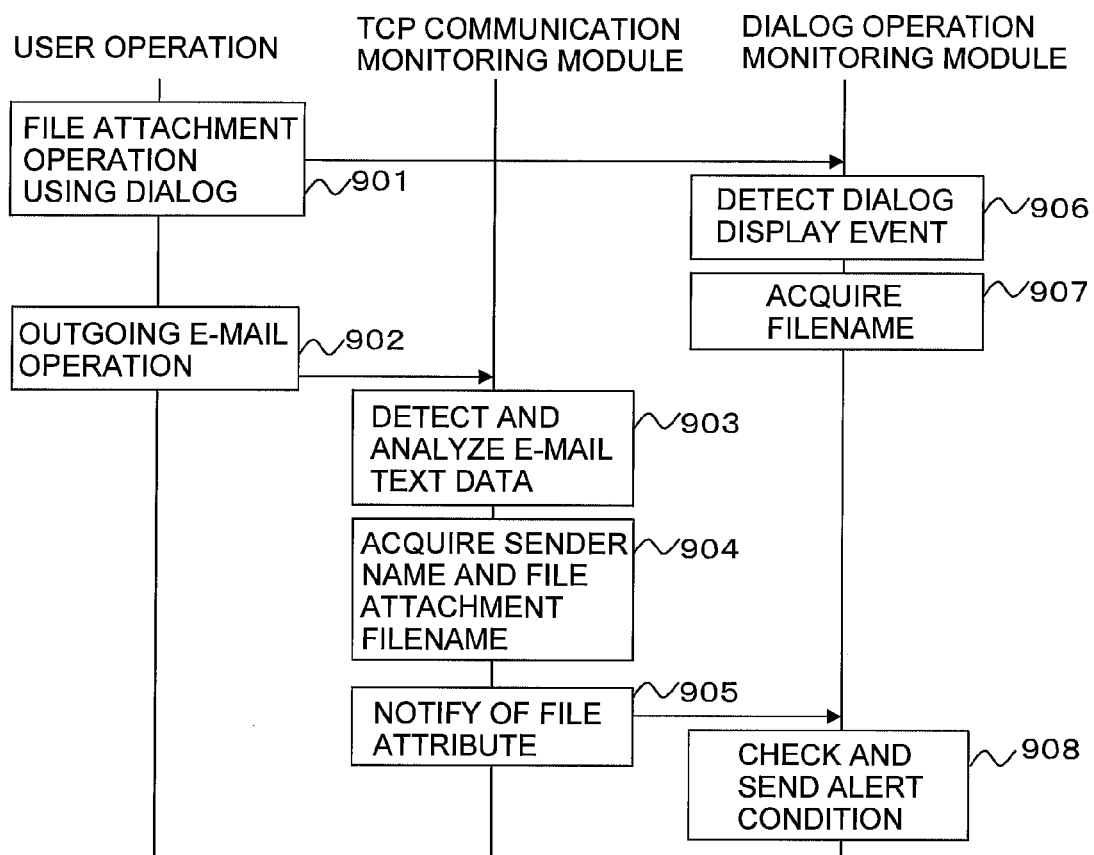 USER OPERATION
TCP COMMUNICATION
MONITORING MODULE
DIALOG OPERATION
MONITORING MODULE
FILE ATTACHMENT
OPERATION
USING DIALOG
901
DETECT DIALOG
DISPLAY EVENT
906
ACQUIRE
FILENAME
907
OUTGOING E-MAIL
OPERATION
902
DETECT AND
ANALYZE E-MAIL
TEXT DATA
903
ACQUIRE SENDER
NAME AND FILE
ATTACHMENT
FILENAME
904
NOTIFY OF FILE
ATTRIBUTE
905
CHECK AND
SEND ALERT
CONDITION
908